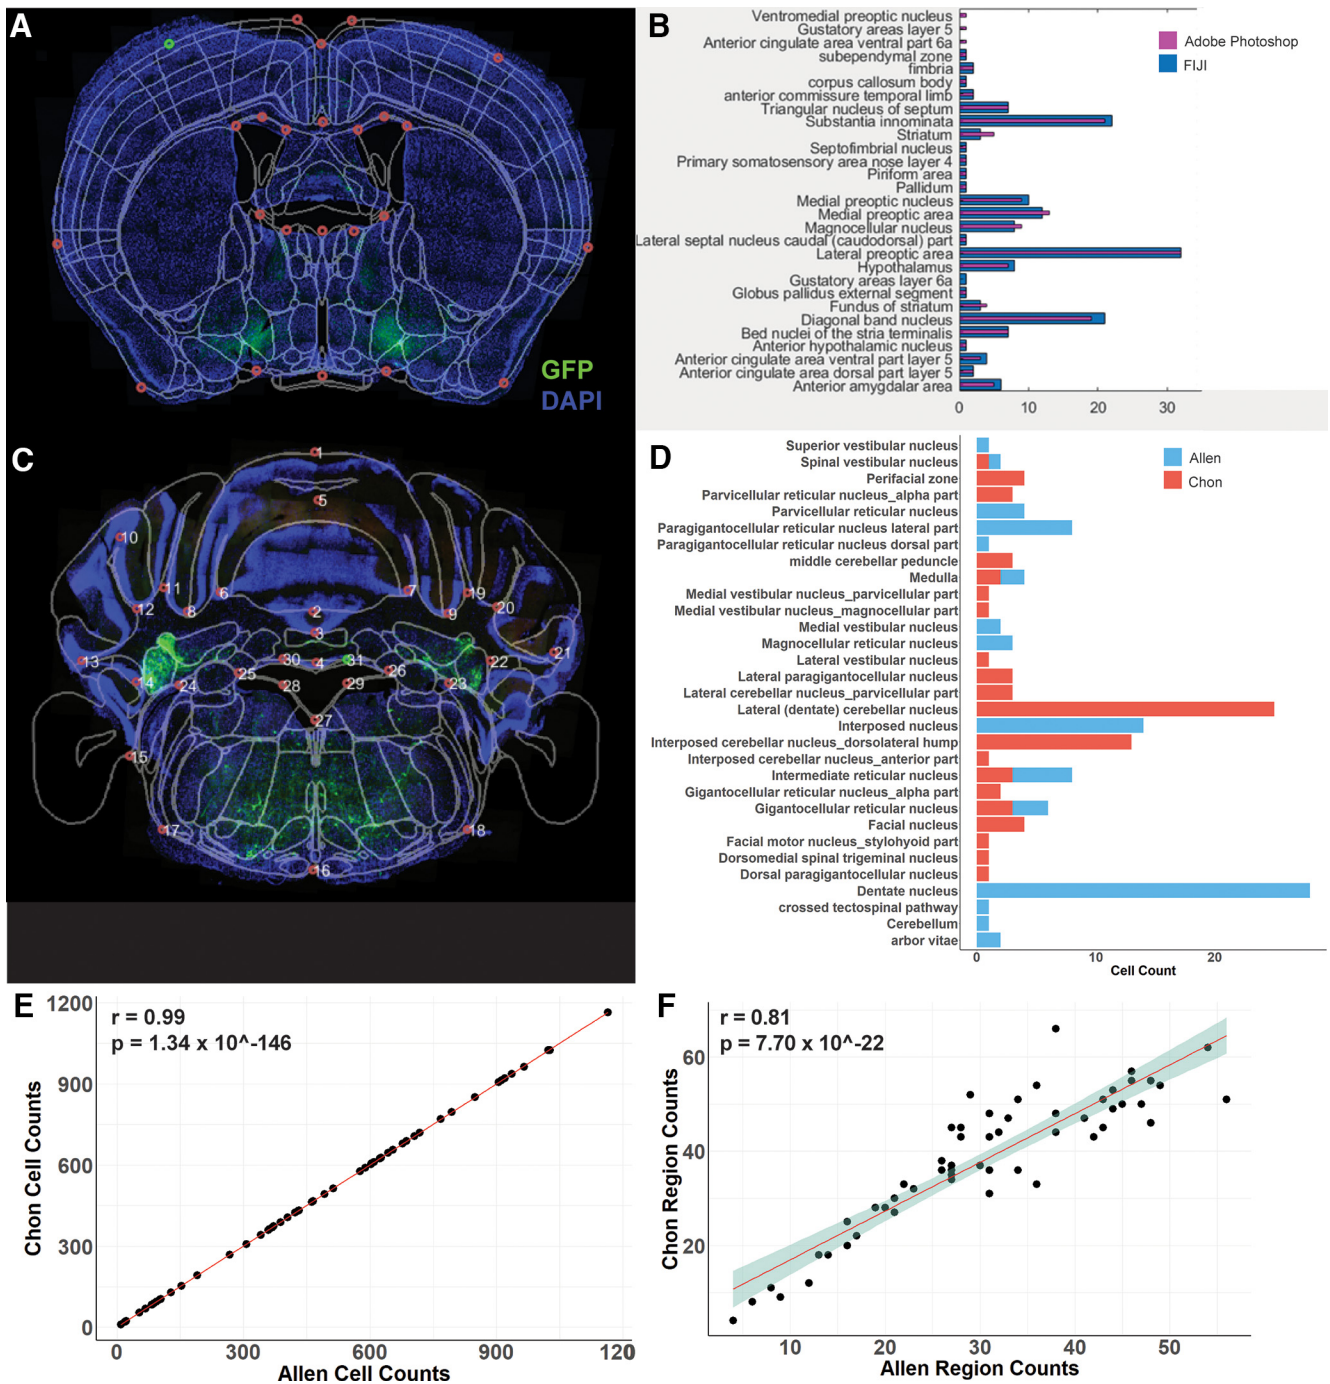 A
GFP
DAPI
B
Ventromedial preoptic nucleus
Gustatory areas layer 5
Anterior cingulate area ventral part 6a
subependymal zone
fimbria
corpus callosum body
anterior commissure temporal limb
Triangular nucleus of septum
Substantia innominata
Striatum
Septofimbrial nucleus
Primary somatosensory area nose layer 4
Piriform area
Pallidum
Medial preoptic nucleus
Medial preoptic area
Magnocellular nucleus
Lateral septal nucleus caudal (caudodorsal) part
Lateral preoptic area
Hypothalamus
Gustatory areas layer 6a
Globus pallidus external segment
Fundus of striatum
Diagonal band nucleus
Bed nuclei of the stria terminalis
Anterior hypothalamic nucleus
Anterior cingulate area ventral part layer 5
Anterior cingulate area dorsal part layer 5
Anterior amygdalar area
0 10 20 30
Adobe Photoshop
FIJI
C
1
5
10
11
6
7
19
12
8
2
9
20
3
13
30
4
31
26
22
21
14
24
25
28
29
23
27
15
17
18
16
D
Superior vestibular nucleus
Spinal vestibular nucleus
Perifacial zone
Parvicellular reticular nucleus_alpha part
Parvicellular reticular nucleus
Paragigantocellular reticular nucleus lateral part
Paragigantocellular reticular nucleus dorsal part
middle cerebellar peduncle
Medulla
Medial vestibular nucleus_parvicellular part
Medial vestibular nucleus_magnocellular part
Medial vestibular nucleus
Magnocellular reticular nucleus
Lateral vestibular nucleus
Lateral paragigantocellular nucleus
Lateral cerebellar nucleus_parvicellular part
Lateral (dentate) cerebellar nucleus
Interposed nucleus
Interposed cerebellar nucleus_dorsolateral hump
Interposed cerebellar nucleus_anterior part
Intermediate reticular nucleus
Gigantocellular reticular nucleus_alpha part
Gigantocellular reticular nucleus
Facial nucleus
Facial motor nucleus_stylohyoid part
Dorsomedial spinal trigeminal nucleus
Dorsal paragigantocellular nucleus
Dentate nucleus
crossed tectospinal pathway
Cerebellum
arbor vitae
0 10 20
Cell Count
Allen
Chon
E
r = 0.99
p = 1.34 x 10^-146
Chon Cell Counts
1200
900
600
300
0
0 300 600 900 120
Allen Cell Counts
F
r = 0.81
p = 7.70 x 10^-22
Chon Region Counts
60
40
20
10 20 30 40 50
Allen Region Counts